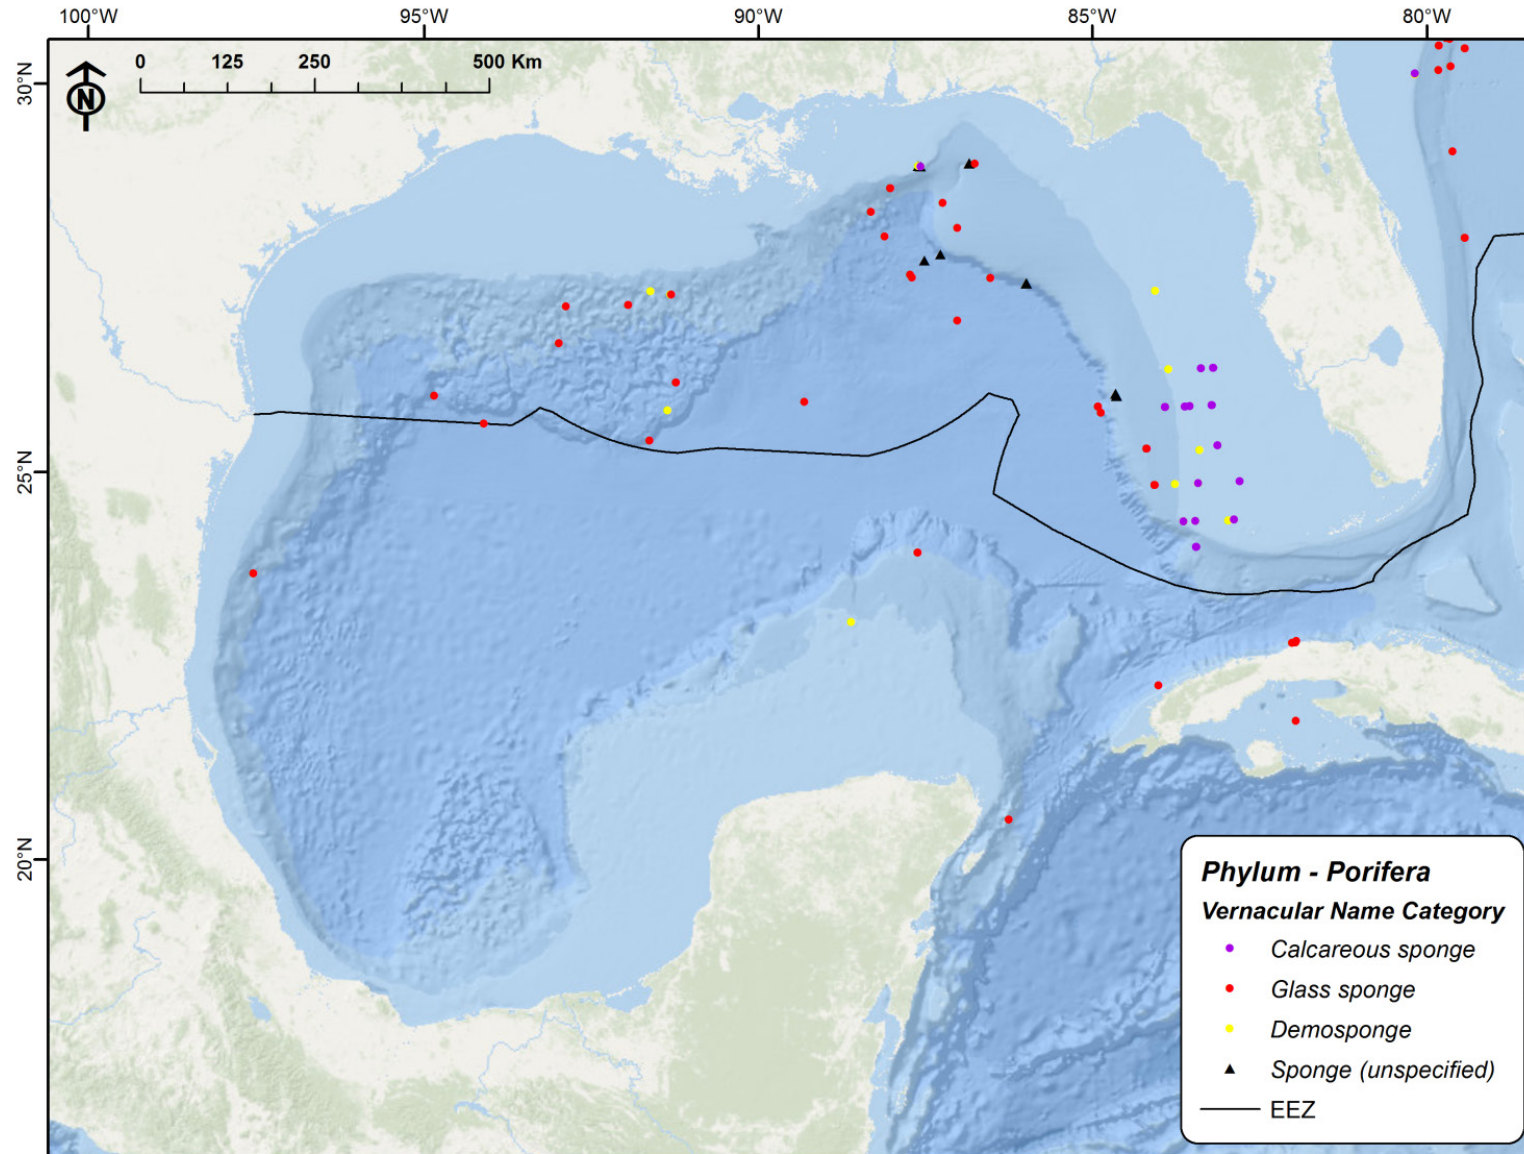 100°W 95°W 90°W 85°W 80°W
0 125 250 500 Km
N
30°N
25°N
20°N
Phylum - Porifera
Vernacular Name Category
Calcareous sponge
Glass sponge
Demosponge
Sponge (unspecified)
EEZ